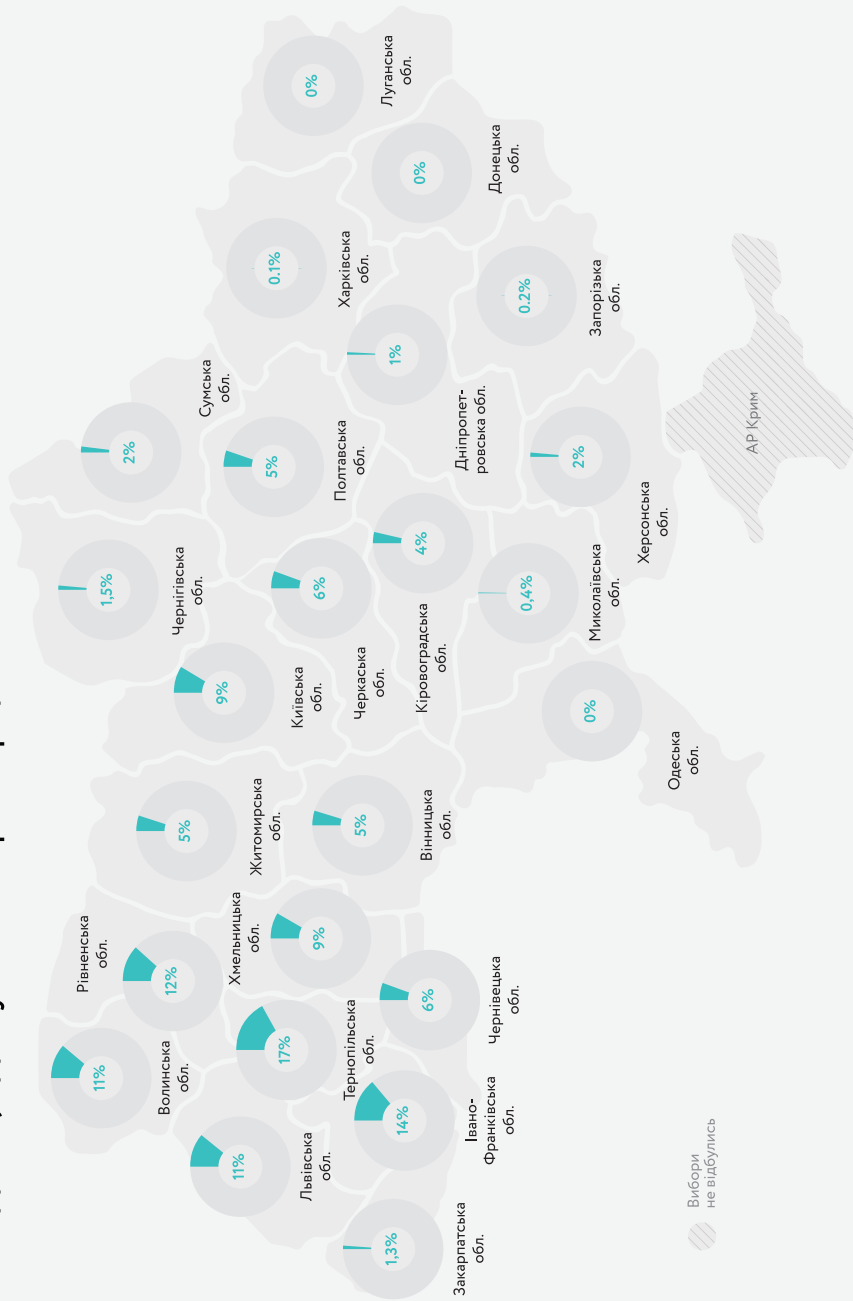 11%
Волинська
обл.
Рівненська
обл.
12%
11%
Львівська
обл.
17%
Тернопільська
обл.
Хмельницька
обл.
9%
1,3%
Закарпатська
обл.
14%
Івано-
Франківська
обл.
6%
Чернівецька
обл.
5%
Житомирська
обл.
5%
Вінницька
обл.
9%
Київська
обл.
1,5%
Чернігівська
обл.
2%
Сумська
обл.
6%
Черкаська
обл.
5%
Полтавська
обл.
4%
Кіровоградська
обл.
0.1%
Харківська
обл.
0%
Луганська
обл.
1%
Дніпропет-
ровська обл.
0%
Донецька
обл.
0.2%
Запорізька
обл.
0,4%
Миколаївська
обл.
2%
Херсонська
обл.
0%
Одеська
обл.
АР Крим
Вибори
не відбулись